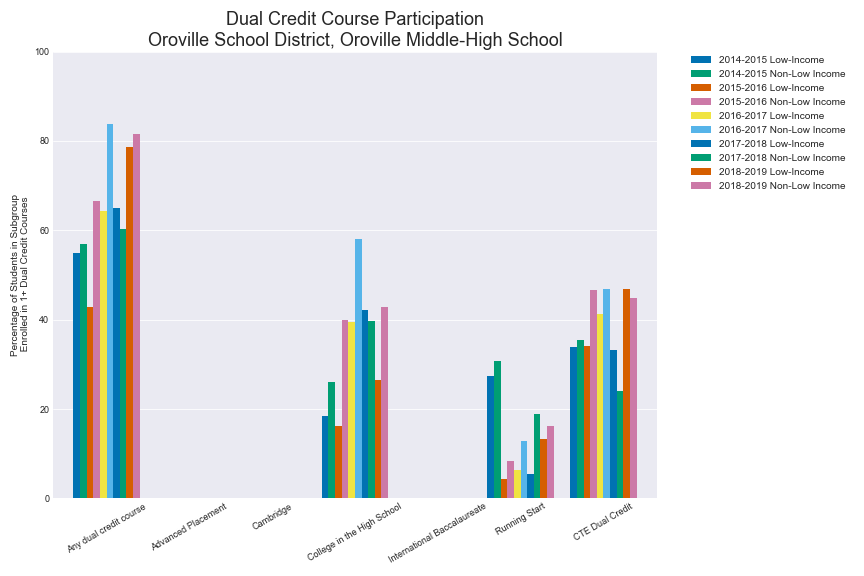 Dual Credit Course Participation
Oroville School District, Oroville Middle-High School
Percentage of Students in Subgroup
Enrolled in 1+ Dual Credit Courses
100
80
60
40
20
0
Any dual credit course
Advanced Placement
Cambridge
College in the High School
International Baccalaureate
Running Start
CTE Dual Credit
2014-2015 Low-Income
2014-2015 Non-Low Income
2015-2016 Low-Income
2015-2016 Non-Low Income
2016-2017 Low-Income
2016-2017 Non-Low Income
2017-2018 Low-Income
2017-2018 Non-Low Income
2018-2019 Low-Income
2018-2019 Non-Low Income